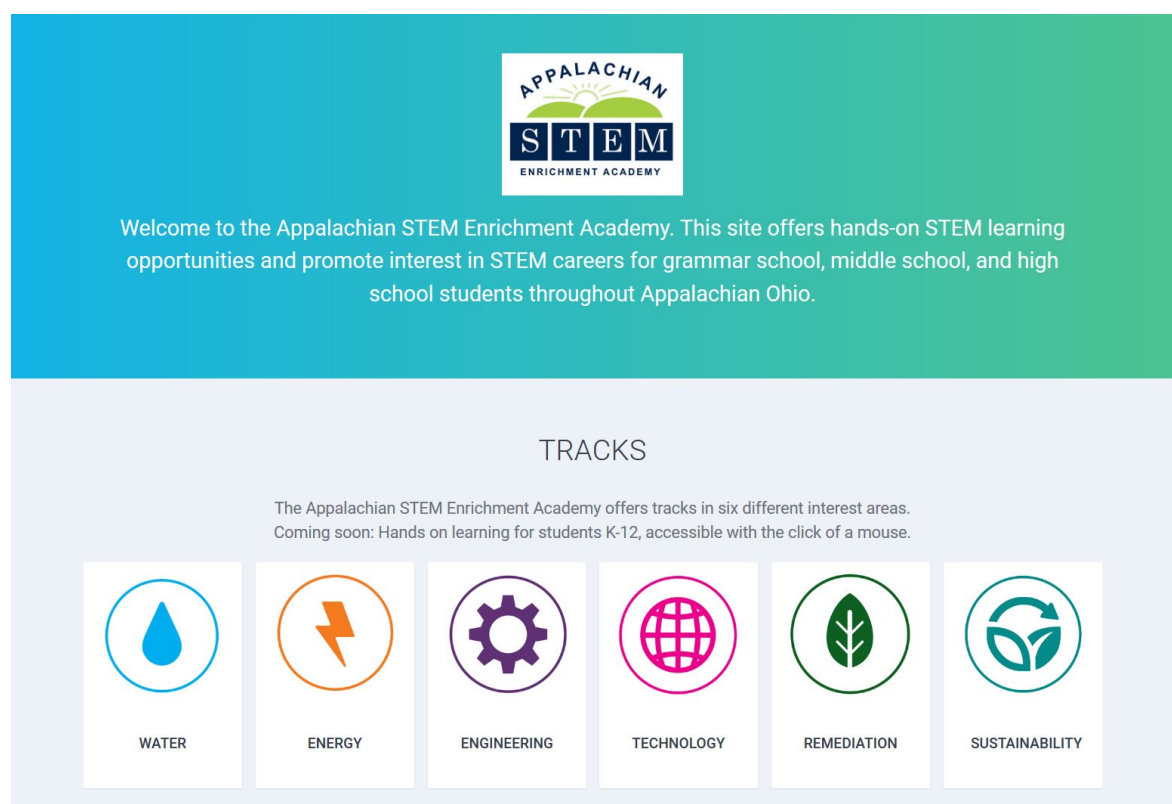 APPALACHIAN
STEM
ENRICHMENT ACADEMY
Welcome to the Appalachian STEM Enrichment Academy. This site offers hands-on STEM learning
opportunities and promote interest in STEM careers for grammar school, middle school, and high
school students throughout Appalachian Ohio.
TRACKS
The Appalachian STEM Enrichment Academy offers tracks in six different interest areas.
Coming soon: Hands on learning for students K-12, accessible with the click of a mouse.
WATER
ENERGY
ENGINEERING
TECHNOLOGY
REMEDIATION
SUSTAINABILITY